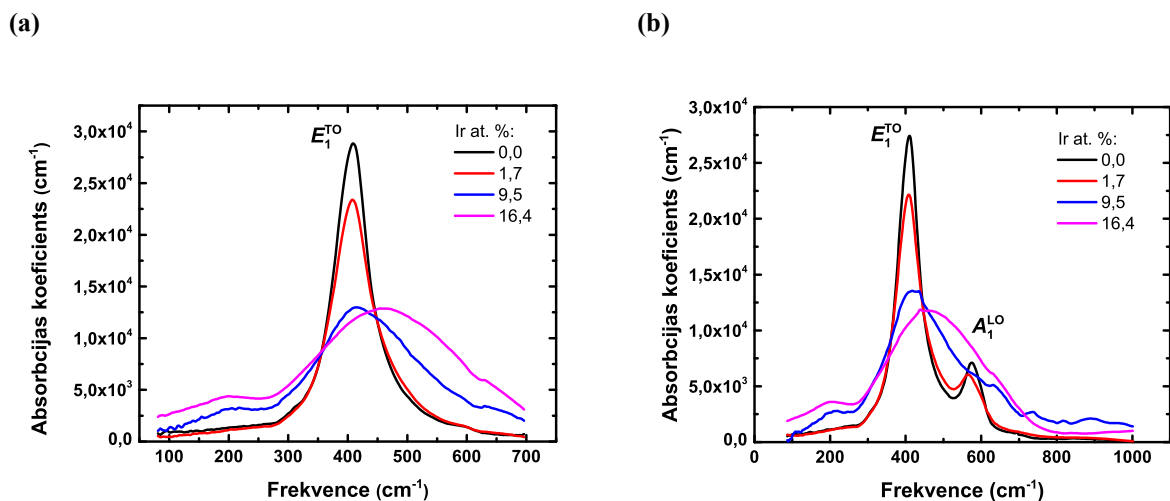 (a)
E₁ᵀᴼ
Ir at. %:
0,0
1,7
9,5
16,4
3,0x10⁴
2,5x10⁴
2,0x10⁴
1,5x10⁴
1,0x10⁴
5,0x10³
0,0
100 200 300 400 500 600 700
Absorbcijas koeficients (cm⁻¹)
Frekvence (cm⁻¹)
(b)
E₁ᵀᴼ
A₁ᴸᴼ
Ir at. %:
0,0
1,7
9,5
16,4
3,0x10⁴
2,5x10⁴
2,0x10⁴
1,5x10⁴
1,0x10⁴
5,0x10³
0,0
0 200 400 600 800 1000
Absorbcijas koeficients (cm⁻¹)
Frekvence (cm⁻¹)